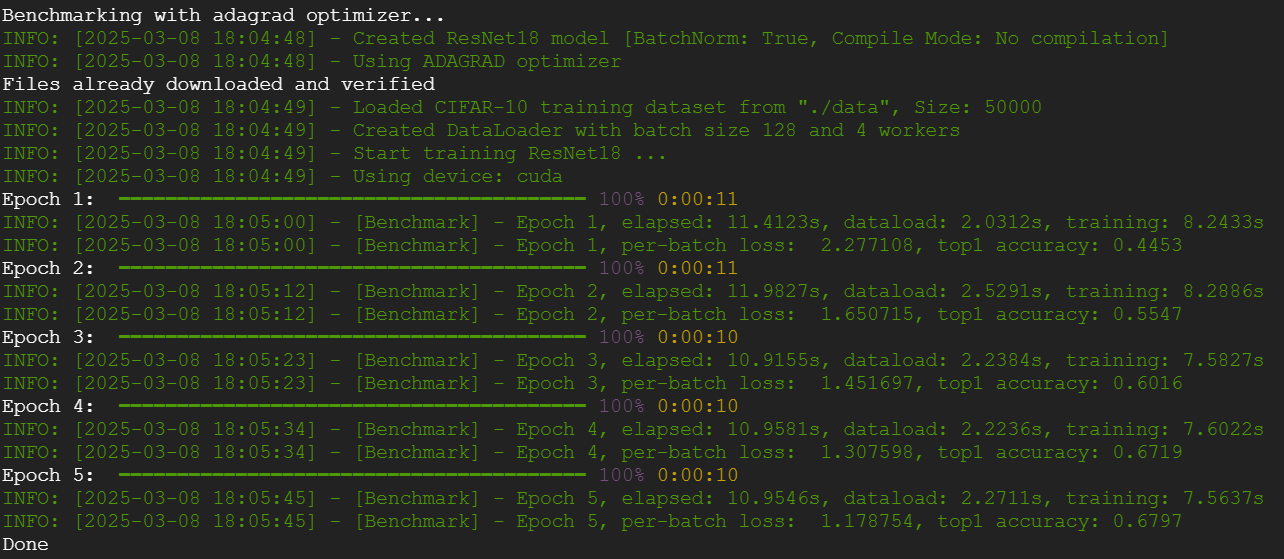 Benchmarking with adagrad optimizer...
INFO: [2025-03-08 18:04:48] - Created ResNet18 model [BatchNorm: True, Compile Mode: No compilation]
INFO: [2025-03-08 18:04:48] - Using ADAGRAD optimizer
Files already downloaded and verified
INFO: [2025-03-08 18:04:49] - Loaded CIFAR-10 training dataset from "./data", Size: 50000
INFO: [2025-03-08 18:04:49] - Created DataLoader with batch size 128 and 4 workers
INFO: [2025-03-08 18:04:49] - Start training ResNet18 ...
INFO: [2025-03-08 18:04:49] - Using device: cuda
Epoch 1: 100% 0:00:11
INFO: [2025-03-08 18:05:00] - [Benchmark] - Epoch 1, elapsed: 11.4123s, dataload: 2.0312s, training: 8.2433s
INFO: [2025-03-08 18:05:00] - [Benchmark] - Epoch 1, per-batch loss:  2.277108, top1 accuracy: 0.4453
Epoch 2: 100% 0:00:11
INFO: [2025-03-08 18:05:12] - [Benchmark] - Epoch 2, elapsed: 11.9827s, dataload: 2.5291s, training: 8.2886s
INFO: [2025-03-08 18:05:12] - [Benchmark] - Epoch 2, per-batch loss:  1.650715, top1 accuracy: 0.5547
Epoch 3: 100% 0:00:10
INFO: [2025-03-08 18:05:23] - [Benchmark] - Epoch 3, elapsed: 10.9155s, dataload: 2.2384s, training: 7.5827s
INFO: [2025-03-08 18:05:23] - [Benchmark] - Epoch 3, per-batch loss:  1.451697, top1 accuracy: 0.6016
Epoch 4: 100% 0:00:10
INFO: [2025-03-08 18:05:34] - [Benchmark] - Epoch 4, elapsed: 10.9581s, dataload: 2.2236s, training: 7.6022s
INFO: [2025-03-08 18:05:34] - [Benchmark] - Epoch 4, per-batch loss:  1.307598, top1 accuracy: 0.6719
Epoch 5: 100% 0:00:10
INFO: [2025-03-08 18:05:45] - [Benchmark] - Epoch 5, elapsed: 10.9546s, dataload: 2.2711s, training: 7.5637s
INFO: [2025-03-08 18:05:45] - [Benchmark] - Epoch 5, per-batch loss:  1.178754, top1 accuracy: 0.6797
Done